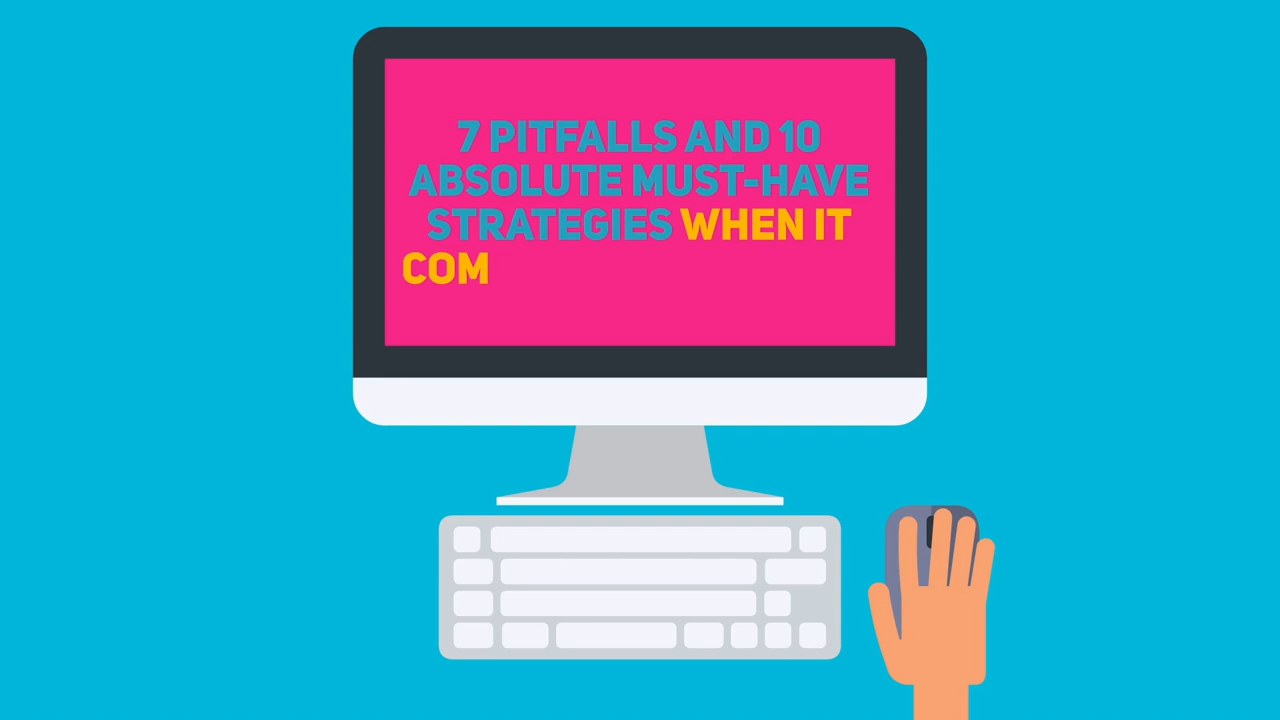 7 PITFALLS AND 10
ABSOLUTE MUST-HAVE
STRATEGIES WHEN IT
COM